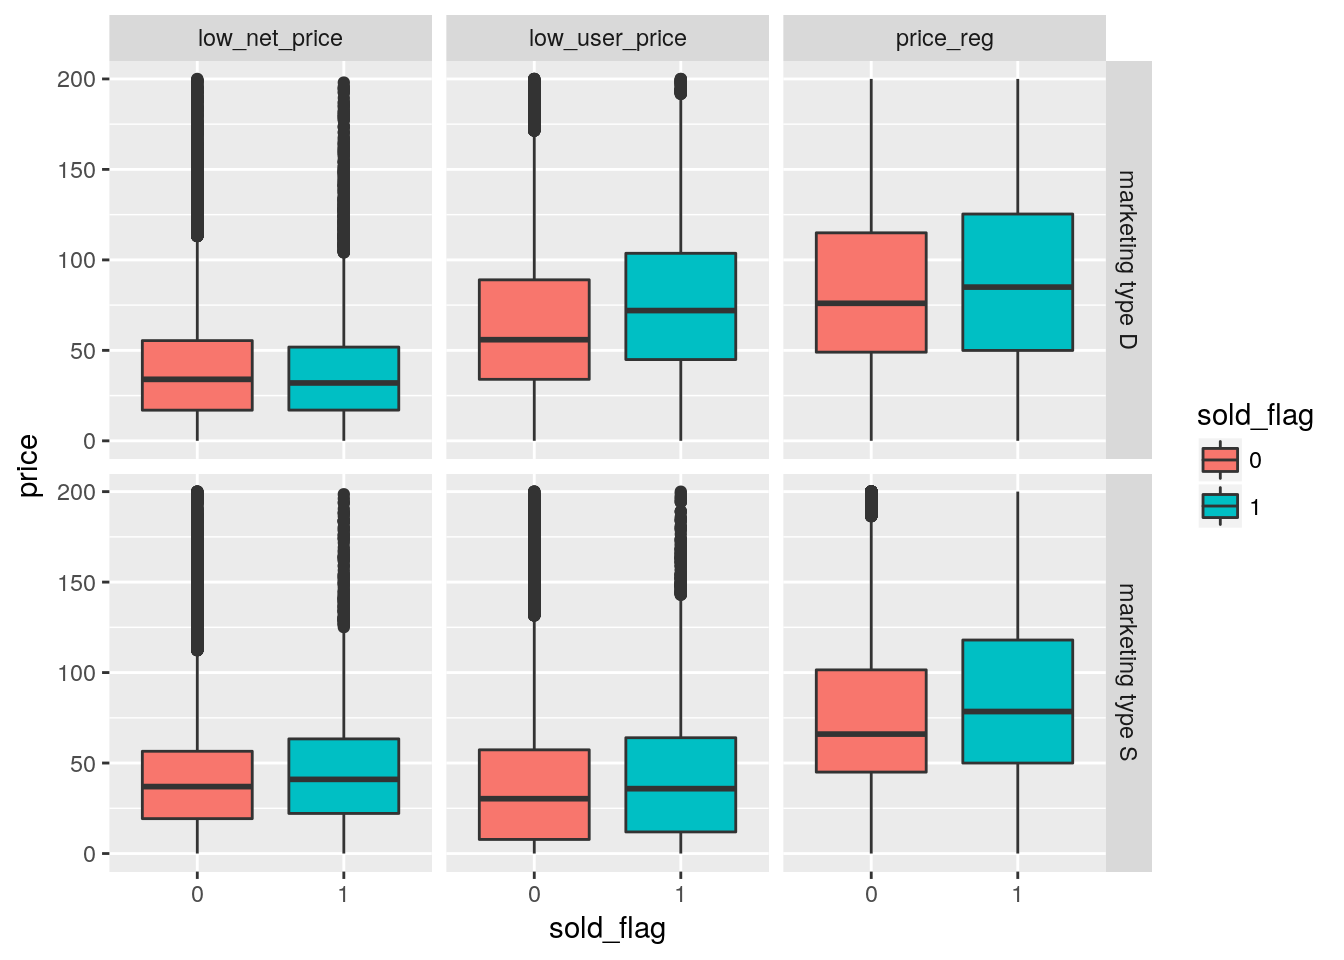 low_net_price
low_user_price
price_reg
200
150
100
50
0
marketing type D
price
200
150
100
50
0
marketing type S
0
1
0
1
0
1
sold_flag
sold_flag
0
1